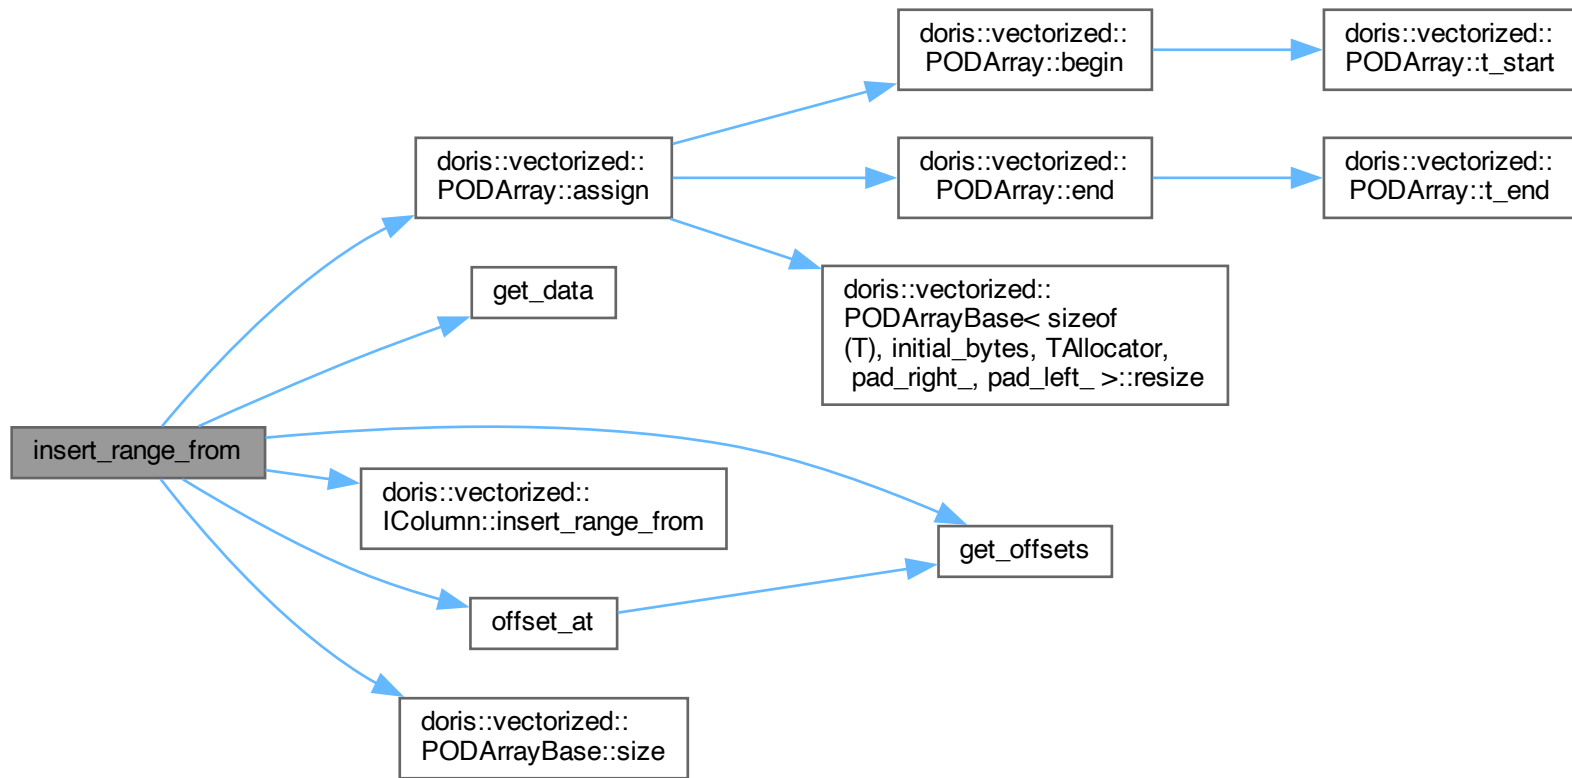 doris::vectorized::
PODArray::begin
doris::vectorized::
PODArray::t_start
doris::vectorized::
PODArray::assign
doris::vectorized::
PODArray::end
doris::vectorized::
PODArray::t_end
get_data
doris::vectorized::
PODArrayBase< sizeof
(T), initial_bytes, TAllocator,
pad_right_, pad_left_ >::resize
insert_range_from
doris::vectorized::
IColumn::insert_range_from
get_offsets
offset_at
doris::vectorized::
PODArrayBase::size